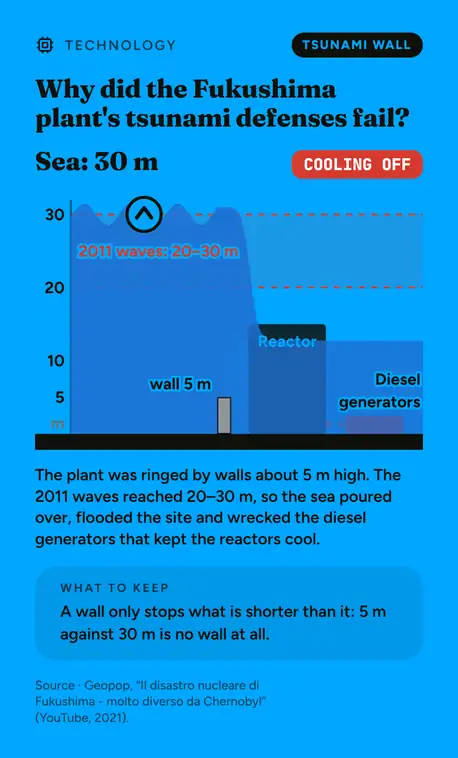 TECHNOLOGY
TSUNAMI WALL
Why did the Fukushima
plant's tsunami defenses fail?
Sea: 30 m
COOLING OFF
30
2011 waves: 20–30 m
20
Reactor
10
wall 5 m
Diesel
generators
5
m
The plant was ringed by walls about 5 m high. The
2011 waves reached 20–30 m, so the sea poured
over, flooded the site and wrecked the diesel
generators that kept the reactors cool.
WHAT TO KEEP
A wall only stops what is shorter than it: 5 m
against 30 m is no wall at all.
Source · Geopop, "Il disastro nucleare di
Fukushima - molto diverso da Chernobyl"
(YouTube, 2021).